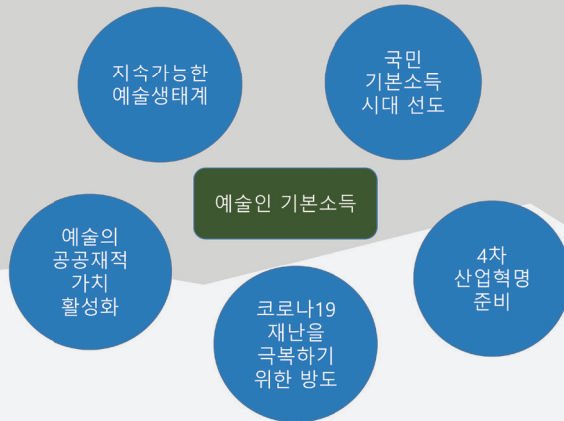 지속가능한
예술생태계
국민
기본소득
시대 선도
예술인 기본소득
예술의
공공재적
가치
활성화
코로나19
재난을
극복하기
위한 방도
4차
산업혁명
준비